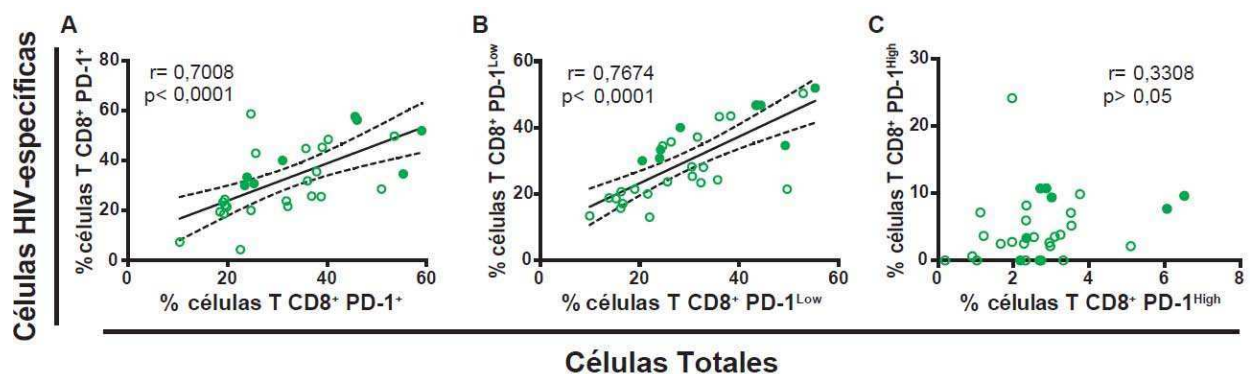 Células HIV-específicas
A
% células T CD8⁺ PD-1⁺
80
60
40
20
0
r= 0,7008
p< 0,0001
0
20
40
60
% células T CD8⁺ PD-1⁺
B
% células T CD8⁺ PD-1ᴸᵒʷ
60
40
20
0
r= 0,7674
p< 0,0001
0
20
40
60
% células T CD8⁺ PD-1ᴸᵒʷ
C
% células T CD8⁺ PD-1ᴴⁱᵍʰ
30
20
10
0
r= 0,3308
p> 0,05
0
2
4
6
8
% células T CD8⁺ PD-1ᴴⁱᵍʰ
Células Totales